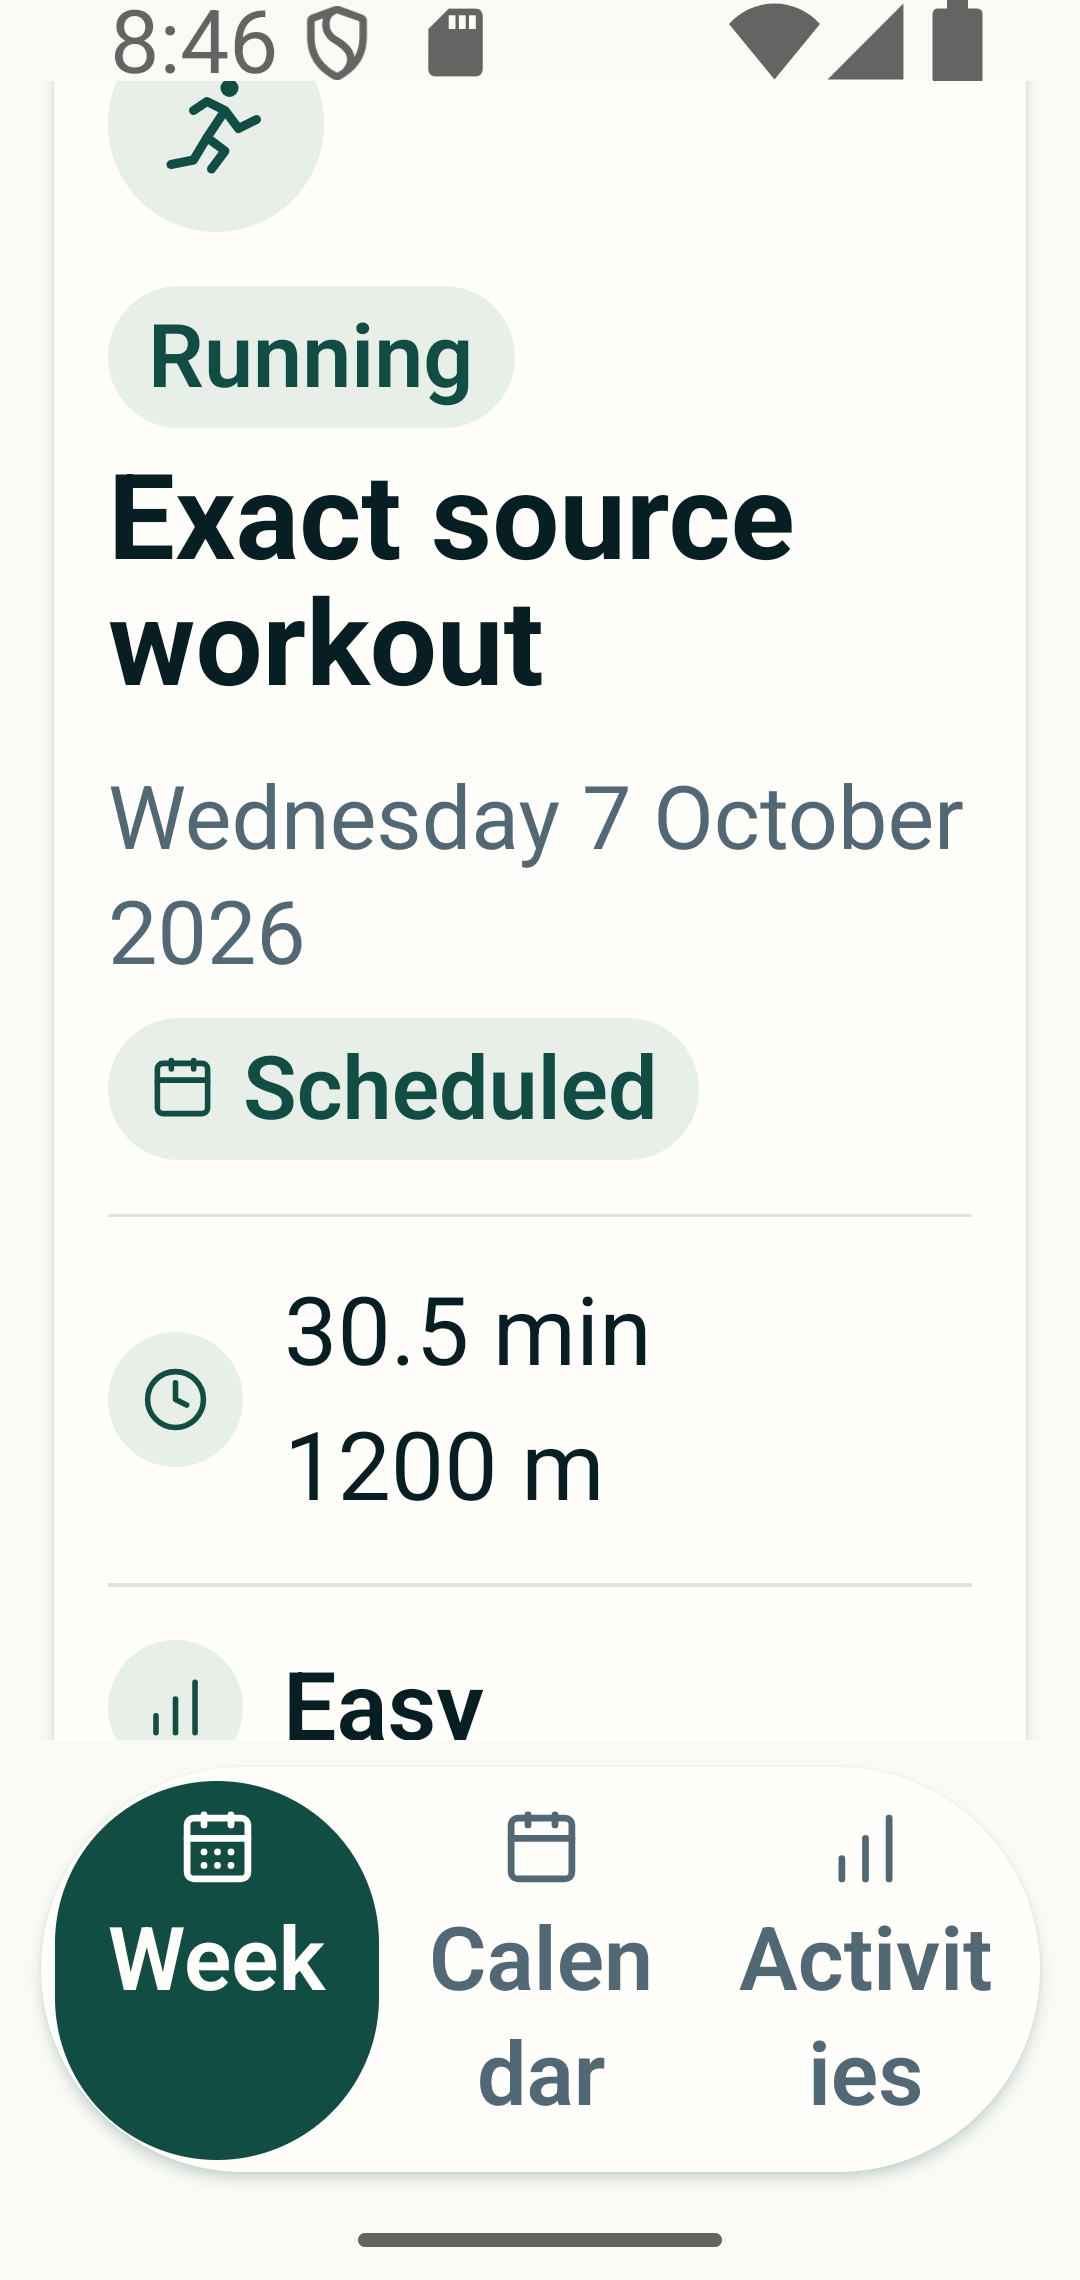 8:46
Running
Exact source
workout
Wednesday 7 October
2026
Scheduled
30.5 min
1200 m
Easy
Week
Calen
dar
Activit
ies